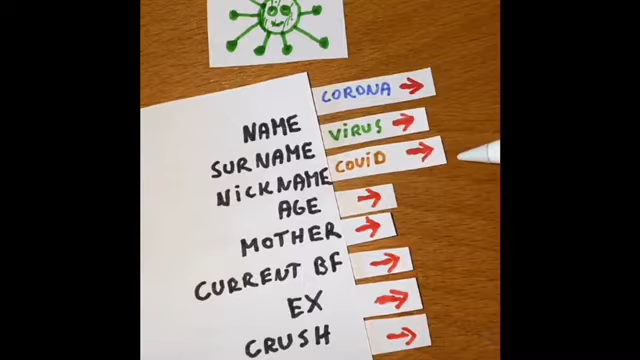 NAME CORONA
SURNAME ViRUS
NiCKNAME COViD
AGE
MOTHER
CURRENT BF
EX
CRUSH